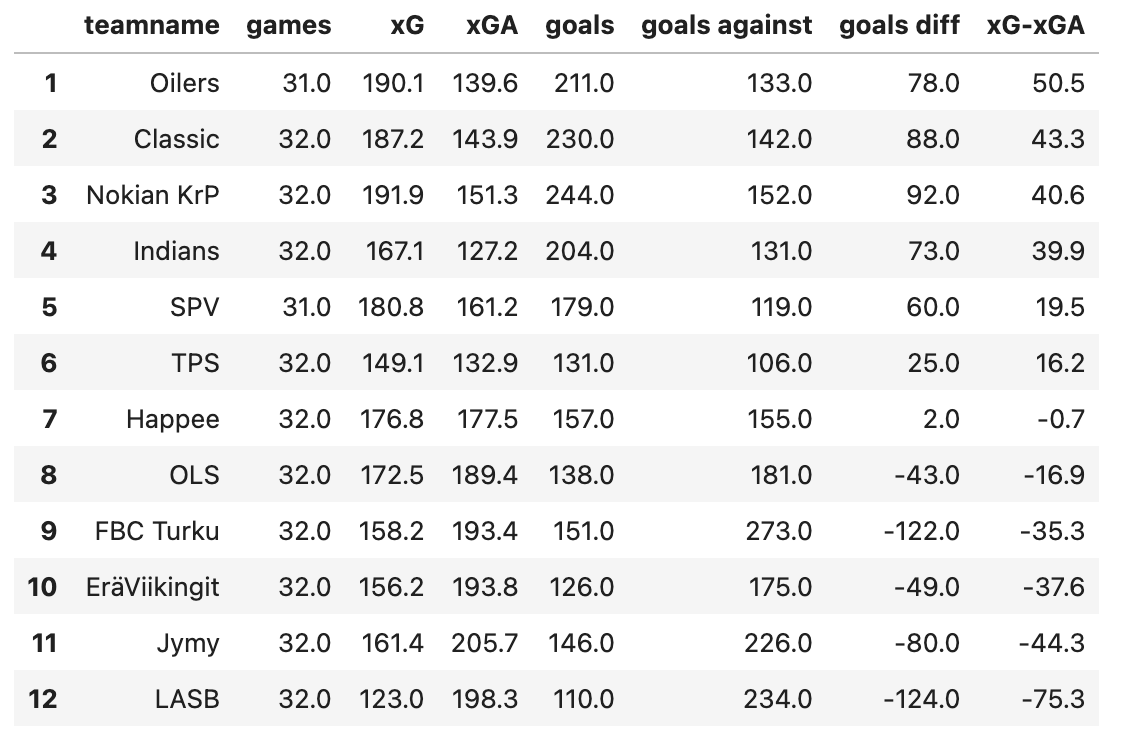 teamname games xG xGA goals goals against goals diff xG-xGA
1 Oilers 31.0 190.1 139.6 211.0 133.0 78.0 50.5
2 Classic 32.0 187.2 143.9 230.0 142.0 88.0 43.3
3 Nokian KrP 32.0 191.9 151.3 244.0 152.0 92.0 40.6
4 Indians 32.0 167.1 127.2 204.0 131.0 73.0 39.9
5 SPV 31.0 180.8 161.2 179.0 119.0 60.0 19.5
6 TPS 32.0 149.1 132.9 131.0 106.0 25.0 16.2
7 Happee 32.0 176.8 177.5 157.0 155.0 2.0 -0.7
8 OLS 32.0 172.5 189.4 138.0 181.0 -43.0 -16.9
9 FBC Turku 32.0 158.2 193.4 151.0 273.0 -122.0 -35.3
10 EräViikingit 32.0 156.2 193.8 126.0 175.0 -49.0 -37.6
11 Jymy 32.0 161.4 205.7 146.0 226.0 -80.0 -44.3
12 LASB 32.0 123.0 198.3 110.0 234.0 -124.0 -75.3